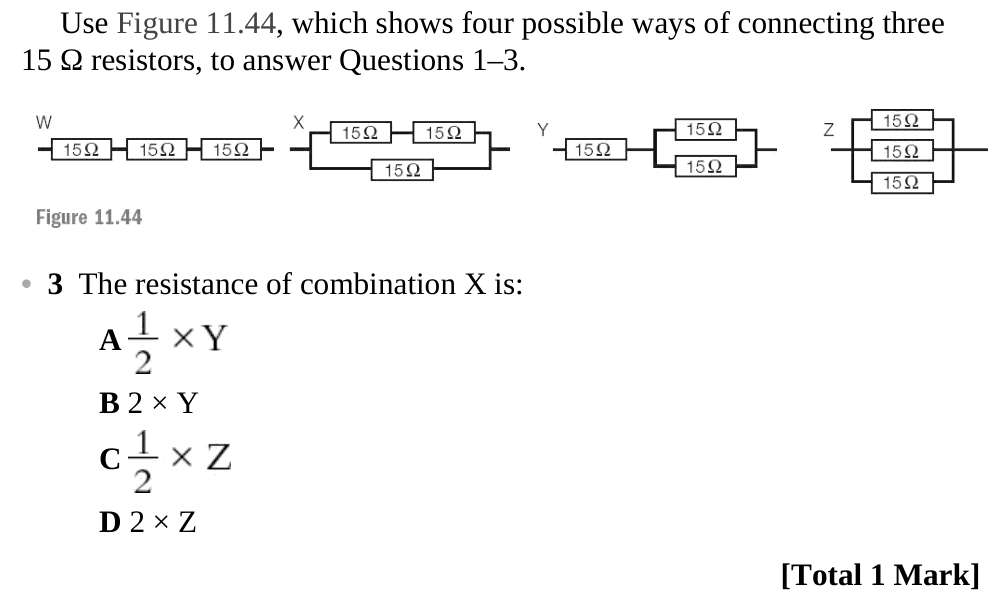 Use Figure 11.44, which shows four possible ways of connecting three
15 Ω resistors, to answer Questions 1–3.
W
15Ω 15Ω 15Ω
X
15Ω 15Ω
15Ω
Y
15Ω
15Ω
15Ω
Z
15Ω
15Ω
15Ω
Figure 11.44
• 3 The resistance of combination X is:
A 1/2 × Y
B 2 × Y
C 1/2 × Z
D 2 × Z
[Total 1 Mark]